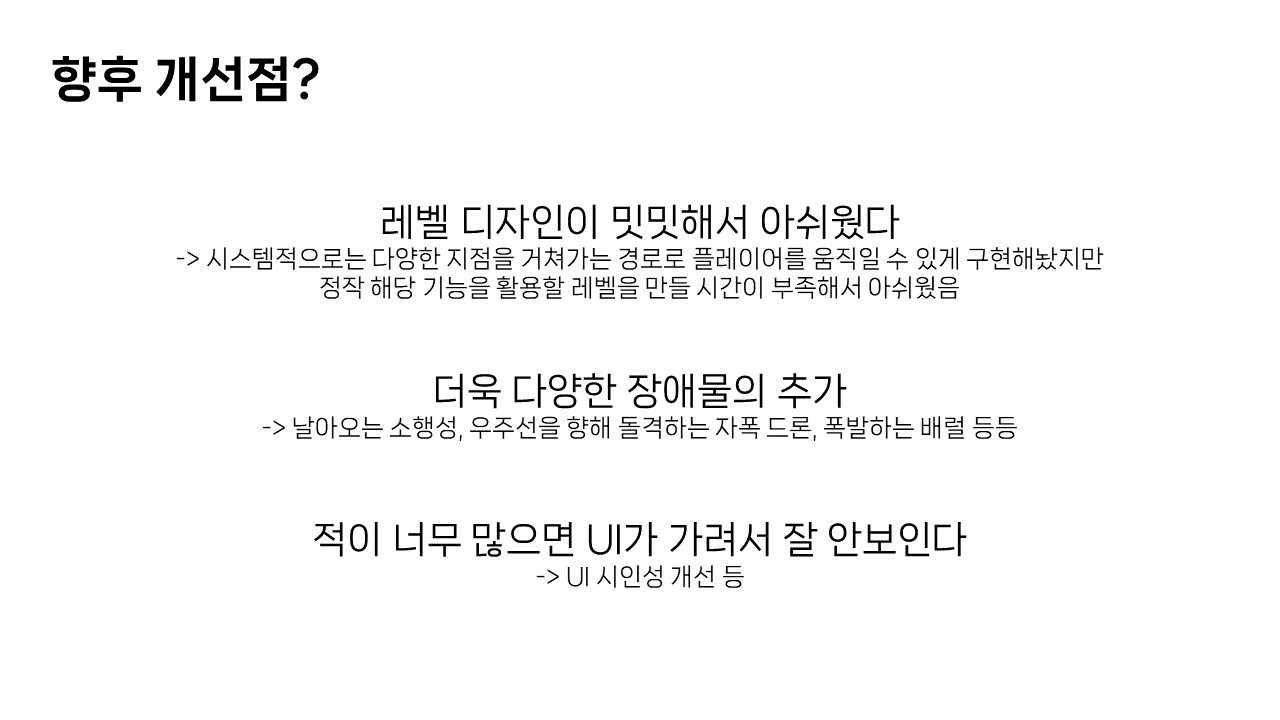 향후 개선점?
레벨 디자인이 밋밋해서 아쉬웠다
-> 시스템적으로는 다양한 지점을 거쳐가는 경로로 플레이어를 움직일 수 있게 구현해놨지만
정작 해당 기능을 활용할 레벨을 만들 시간이 부족해서 아쉬웠음
더욱 다양한 장애물의 추가
-> 날아오는 소행성, 우주선을 향해 돌격하는 자폭 드론, 폭발하는 배럴 등등
적이 너무 많으면 UI가 가려서 잘 안보인다
-> UI 시인성 개선 등